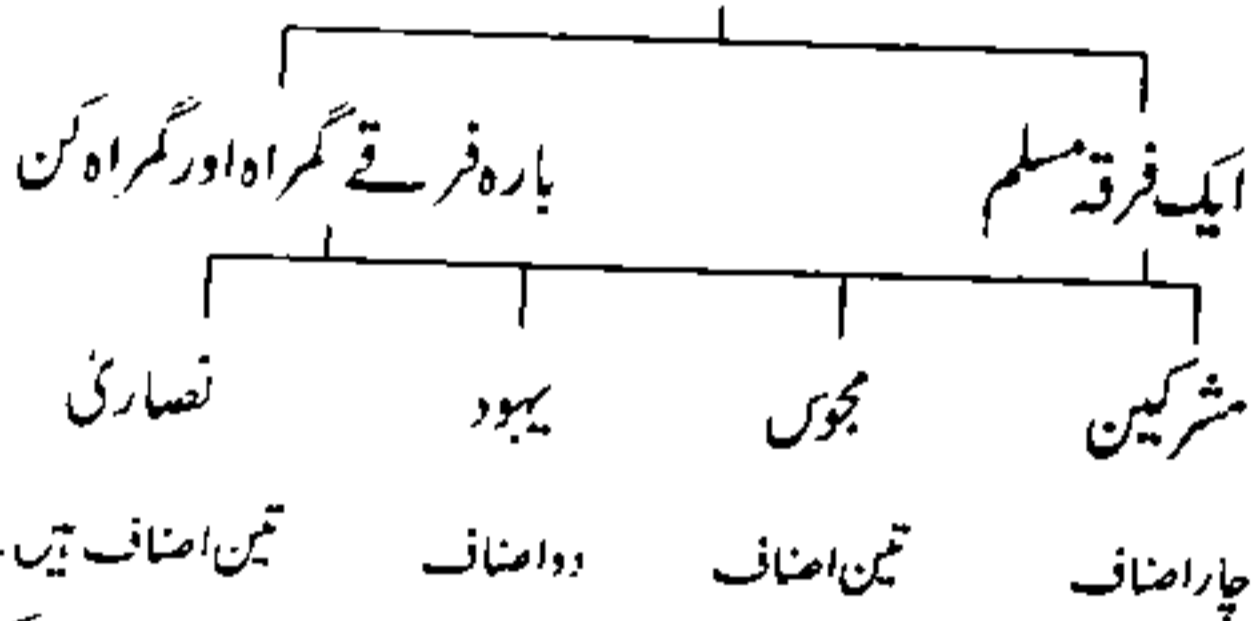 ایک فرقہ مسلم بارہ فرقے گمراہ اور گمراہ کن
مشرکین مجوس یہود نصاریٰ
چار اصناف تین اصناف دو اصناف تین اصناف ہیں۔